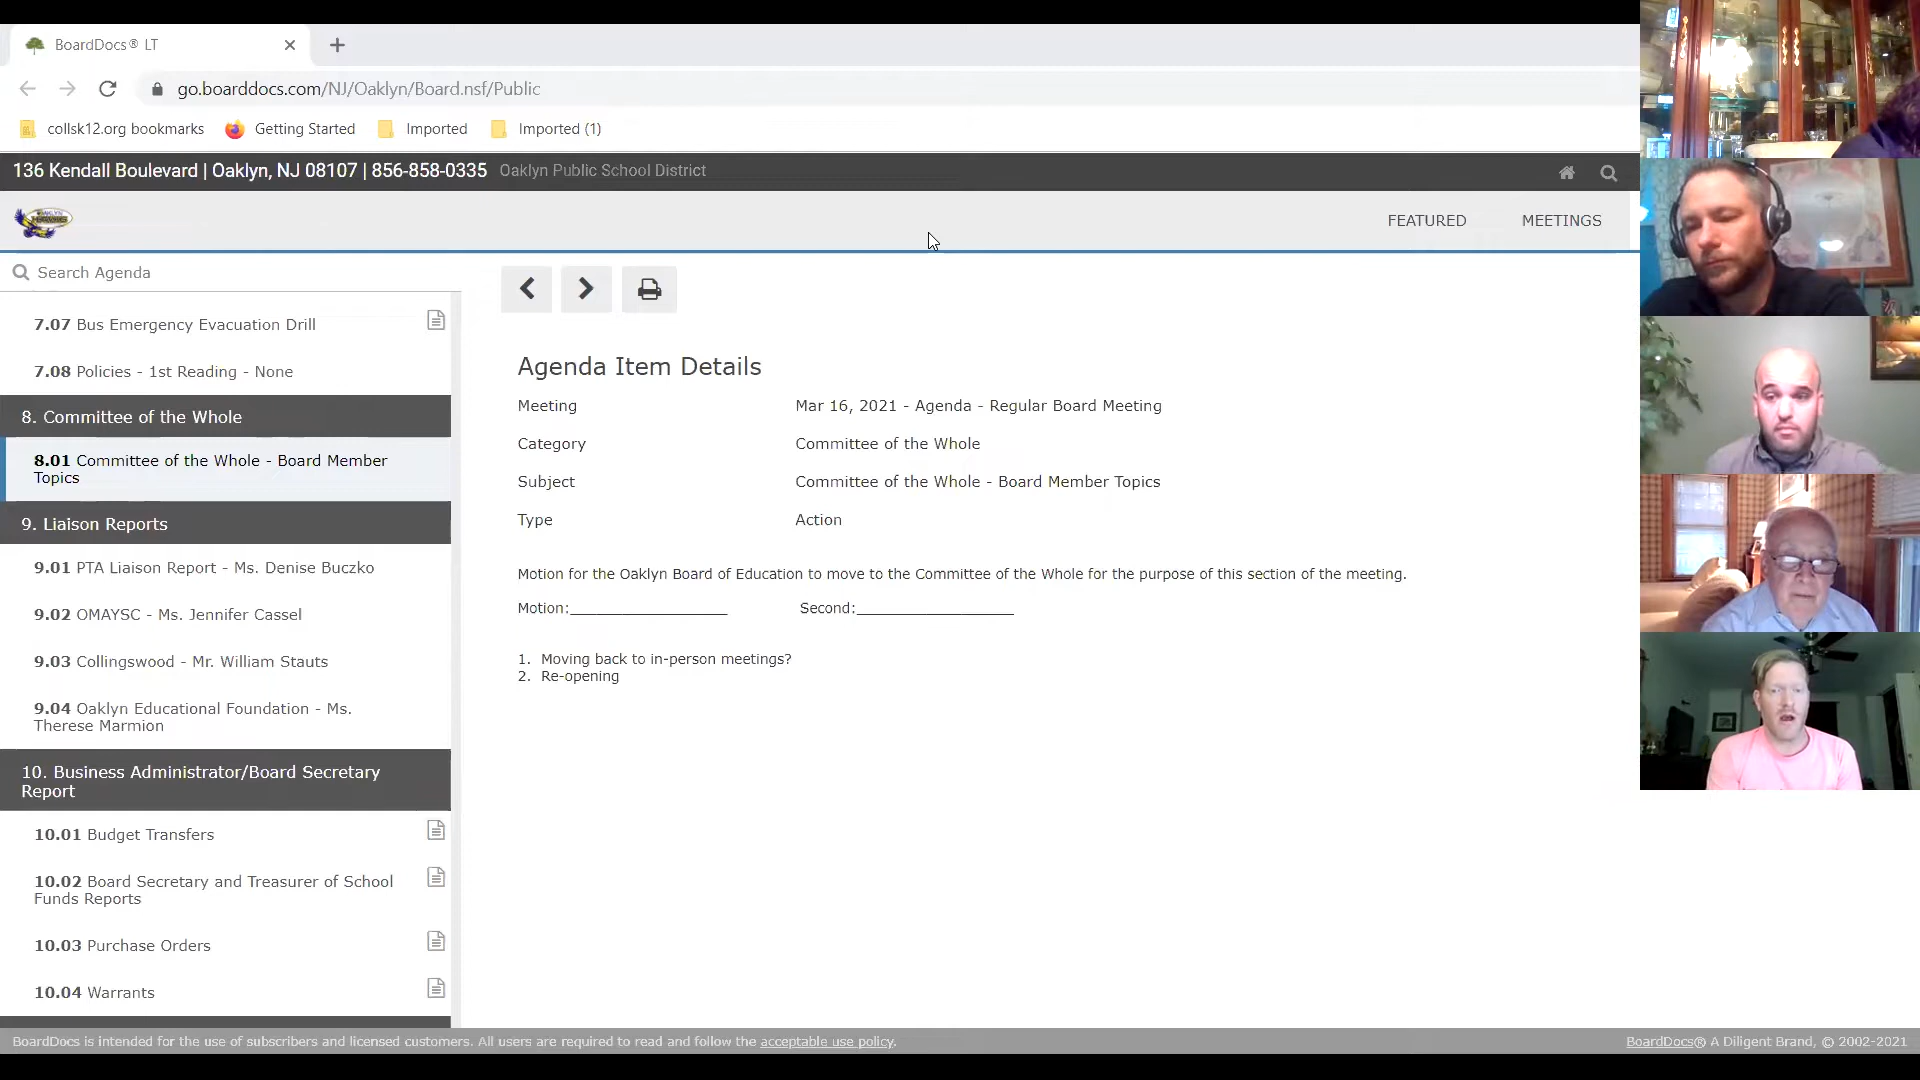 BoardDocs® LT
go.boarddocs.com/NJ/Oaklyn/Board.nsf/Public
collsk12.org bookmarks
Getting Started
Imported
Imported (1)
136 Kendall Boulevard | Oaklyn, NJ 08107 | 856-858-0335
Oaklyn Public School District
FEATURED
MEETINGS
Search Agenda
7.07 Bus Emergency Evacuation Drill
7.08 Policies - 1st Reading - None
8. Committee of the Whole
8.01 Committee of the Whole - Board Member
Topics
9. Liaison Reports
9.01 PTA Liaison Report - Ms. Denise Buczko
9.02 OMAYSC - Ms. Jennifer Cassel
9.03 Collingswood - Mr. William Stauts
9.04 Oaklyn Educational Foundation - Ms.
Therese Marmion
10. Business Administrator/Board Secretary
Report
10.01 Budget Transfers
10.02 Board Secretary and Treasurer of School
Funds Reports
10.03 Purchase Orders
10.04 Warrants
Agenda Item Details
Meeting Mar 16, 2021 - Agenda - Regular Board Meeting
Category Committee of the Whole
Subject Committee of the Whole - Board Member Topics
Type Action
Motion for the Oaklyn Board of Education to move to the Committee of the Whole for the purpose of this section of the meeting.
Motion:___________________ Second:___________________
1. Moving back to in-person meetings?
2. Re-opening
BoardDocs is intended for the use of subscribers and licensed customers. All users are required to read and follow the acceptable use policy.
BoardDocs® A Diligent Brand, © 2002-2021